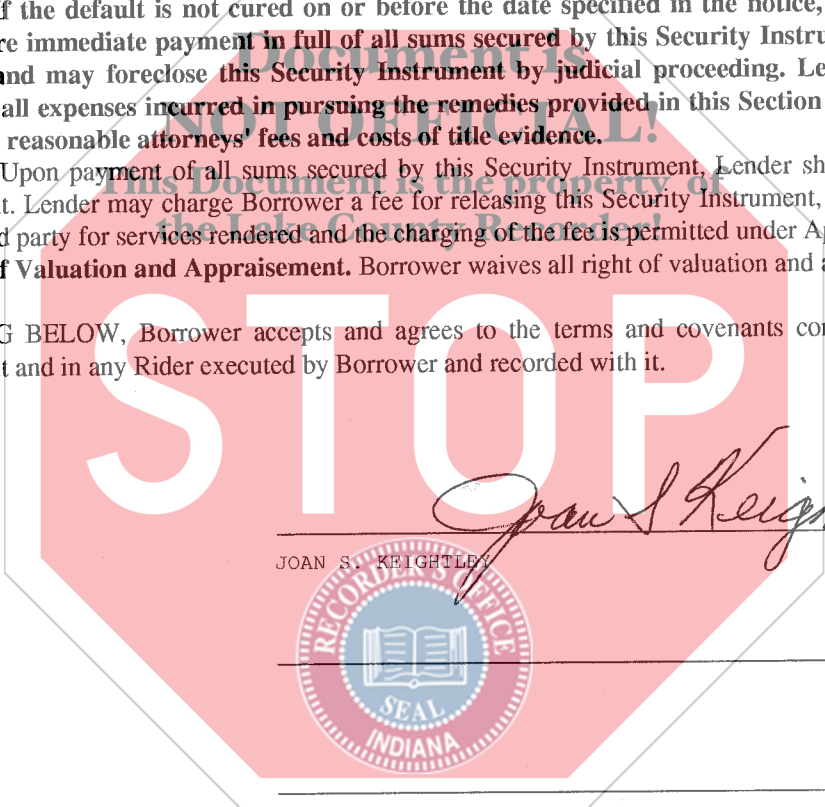 f the default is not cured on or before the date specified in the notice,
re immediate payment in full of all sums secured by this Security Instru
and may foreclose this Security Instrument by judicial proceeding. Le
all expenses incurred in pursuing the remedies provided in this Section
reasonable attorneys' fees and costs of title evidence.
Upon payment of all sums secured by this Security Instrument, Lender sh
t. Lender may charge Borrower a fee for releasing this Security Instrument,
d party for services rendered and the charging of the fee is permitted under Ap
f Valuation and Appraisement. Borrower waives all right of valuation and a
G BELOW, Borrower accepts and agrees to the terms and covenants con
t and in any Rider executed by Borrower and recorded with it.
Document is
NOT OFFICIAL!
This Document is the property of
the Lake County Recorder!
STOP
Joan S Keigh
JOAN S. KEIGHTLEY
RECORDER'S OFFICE
SEAL
INDIANA